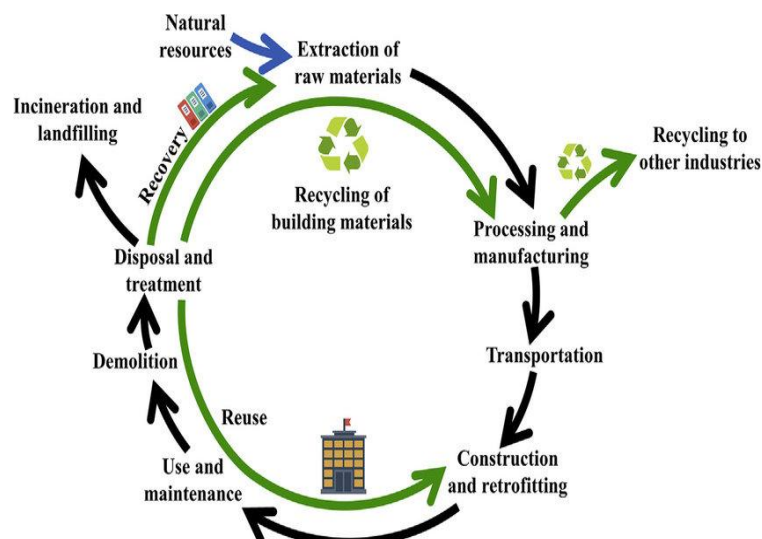 Natural
resources
Extraction of
raw materials
Incineration and
landfilling
Recovery
Recycling to
other industries
Recycling of
building materials
Processing and
manufacturing
Disposal and
treatment
Transportation
Demolition
Reuse
Construction
and retrofitting
Use and
maintenance